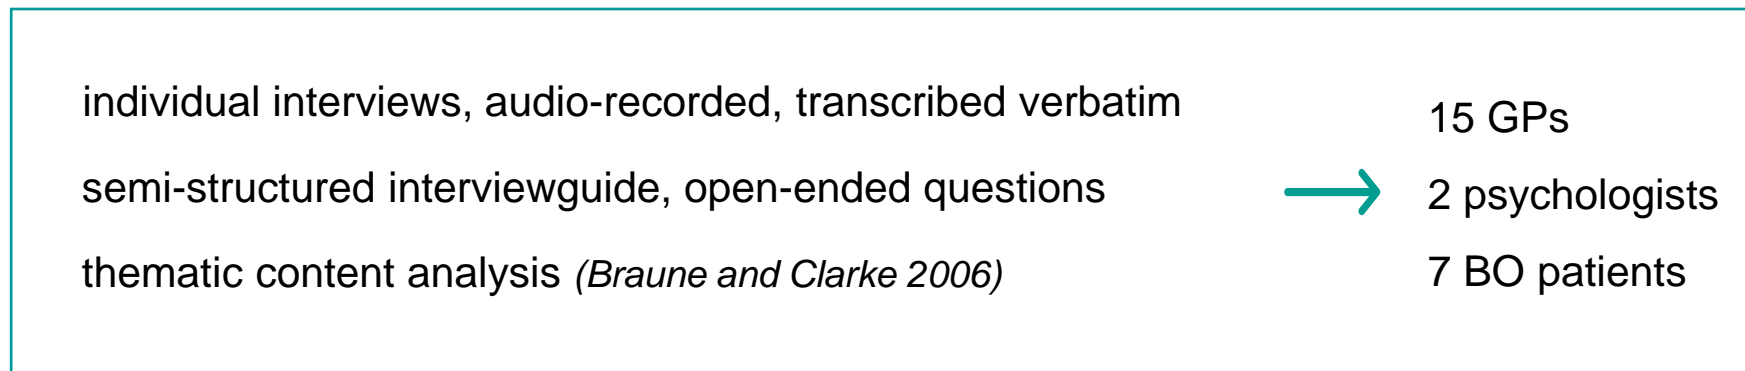 individual interviews, audio-recorded, transcribed verbatim
semi-structured interviewguide, open-ended questions
thematic content analysis (Braune and Clarke 2006)
15 GPs
2 psychologists
7 BO patients